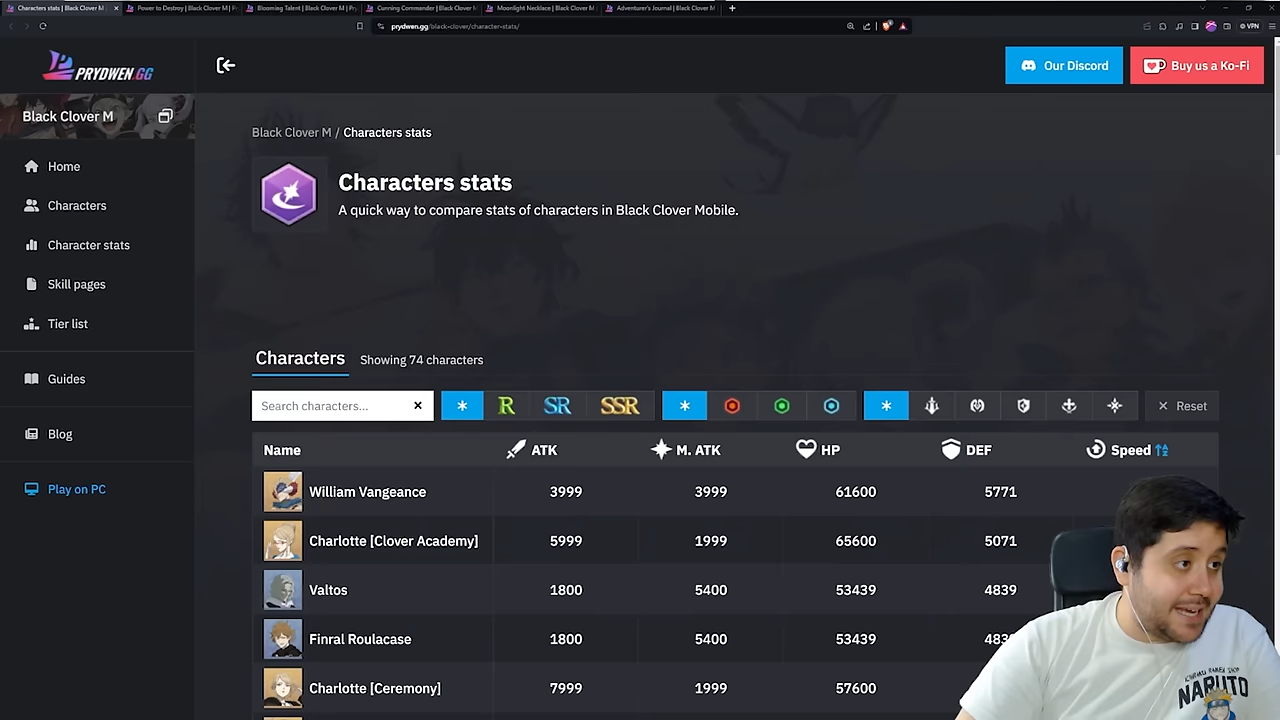 Characters stats | Black Clover M
Power to Destroy | Black Clover M | Pr
Blooming Talent | Black Clover M | Pry
Cunning Commander | Black Clover M
Moonlight Necklace | Black Clover M
Adventurer's Journal | Black Clover M
prydwen.gg/black-clover/character-stats/
VPN
PRYDWEN.GG
Our Discord
Buy us a Ko-Fi
Black Clover M
Black Clover M / Characters stats
Home
Characters
Character stats
Skill pages
Tier list
Guides
Blog
Play on PC
Characters stats
A quick way to compare stats of characters in Black Clover Mobile.
Characters Showing 74 characters
Search characters... R SR SSR Reset
Name ATK M. ATK HP DEF Speed
William Vangeance 3999 3999 61600 5771
Charlotte [Clover Academy] 5999 1999 65600 5071
Valtos 1800 5400 53439 4839
Finral Roulacase 1800 5400 53439
Charlotte [Ceremony] 7999 1999 57600
NARUTO